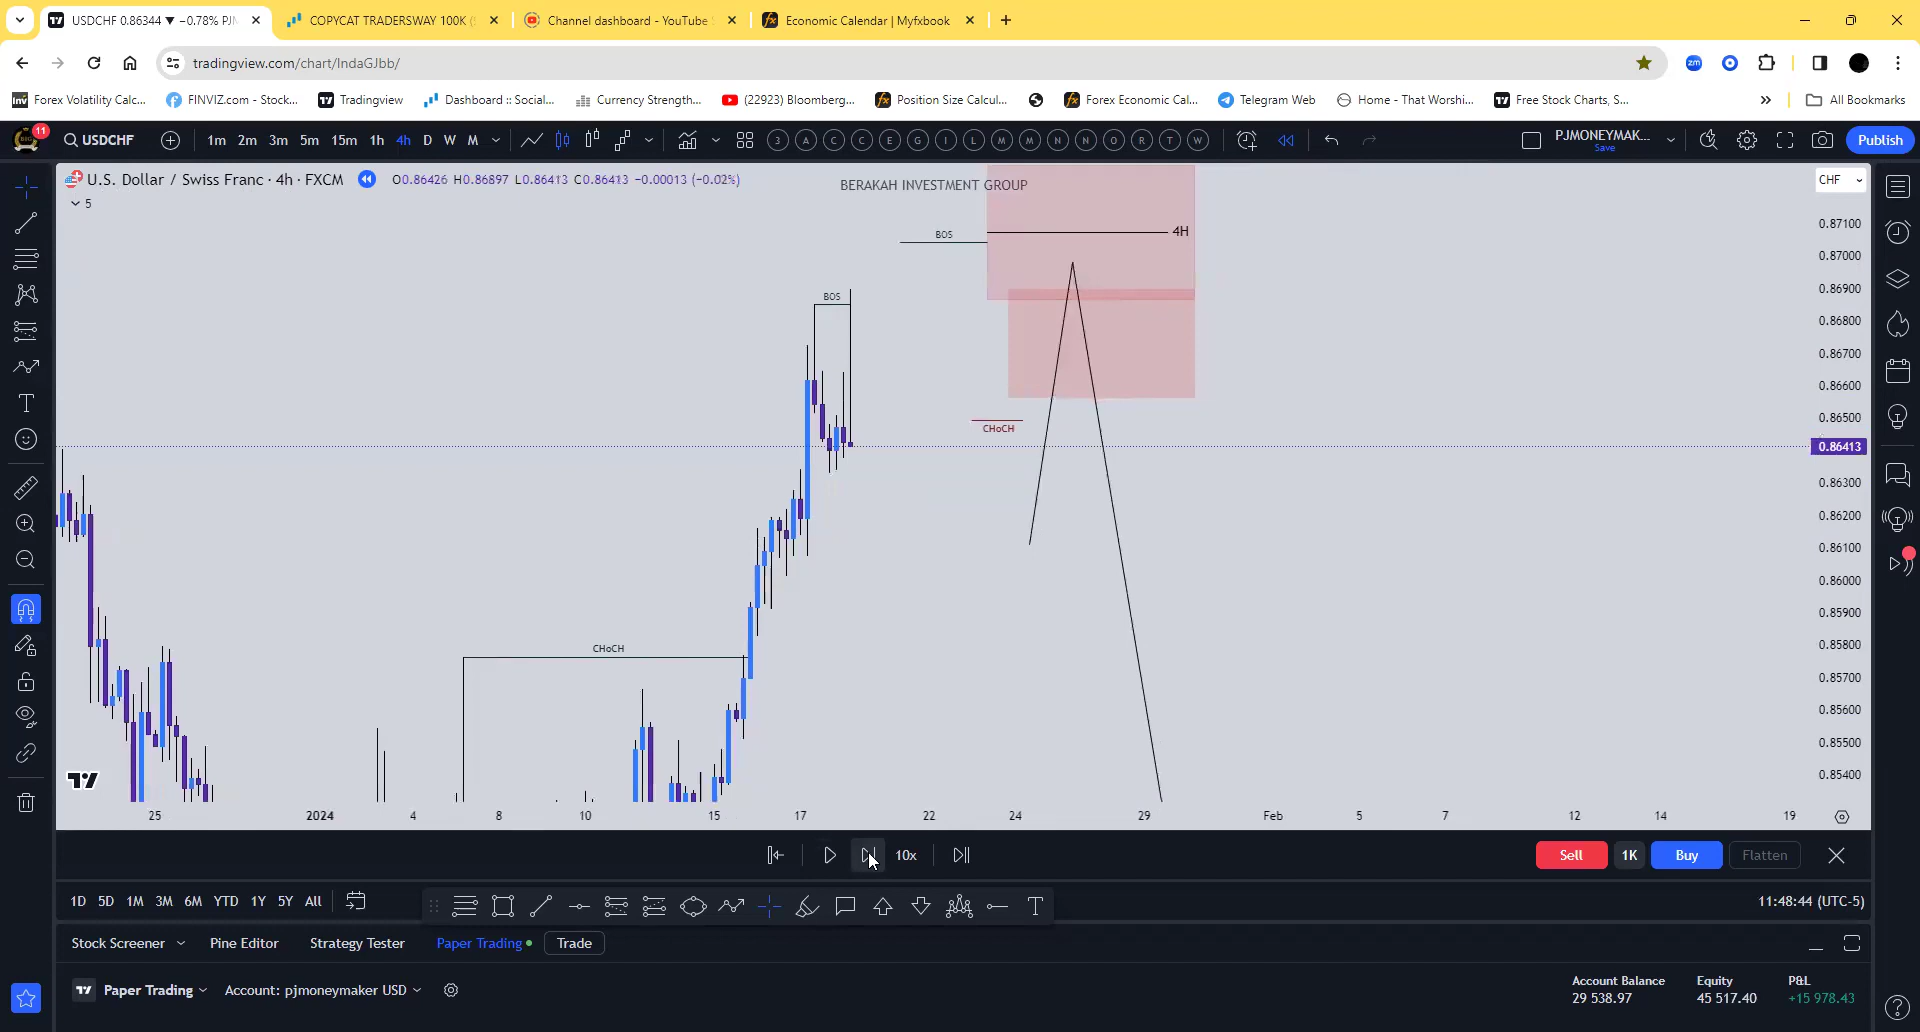 USDCHF 0.86344 ▼ −0.78% PJM
COPYCAT TRADERSWAY 100K
Channel dashboard - YouTube
Economic Calendar | Myfxbook
tradingview.com/chart/IndaGJbb/
zm
Forex Volatility Calc...
FINVIZ.com - Stock...
Tradingview
Dashboard :: Social...
Currency Strength...
(22923) Bloomberg...
Position Size Calcul...
Forex Economic Cal...
Telegram Web
Home - That Worshi...
Free Stock Charts, S...
All Bookmarks
11
USDCHF
1m 2m 3m 5m 15m 1h 4h D W M
3 A C C E G I L M M N N O R T W
PJMONEYMAK...
Save
Publish
U.S. Dollar / Swiss Franc · 4h · FXCM
O0.86426 H0.86897 L0.86413 C0.86413 −0.00013 (−0.02%)
BERAKAH INVESTMENT GROUP
CHF
5
0.87100
BOS
4H
0.87000
0.86900
BOS
0.86800
0.86700
0.86600
0.86500
CHoCH
0.86413
0.86300
0.86200
0.86100
0.86000
0.85900
0.85800
CHoCH
0.85700
0.85600
0.85500
0.85400
25 2024 4 8 10 15 17 22 24 29 Feb 5 7 12 14 19
10x
Sell 1K Buy Flatten
1D 5D 1M 3M 6M YTD 1Y 5Y All
11:48:44 (UTC-5)
Stock Screener Pine Editor Strategy Tester Paper Trading Trade
Paper Trading Account: pjmoneymaker USD
Account Balance Equity P&L
29 538.97 45 517.40 +15 978.43